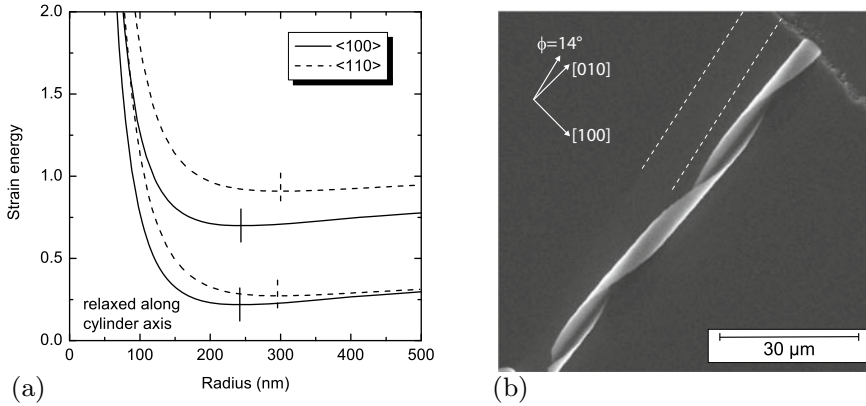 2.0
1.5
1.0
0.5
0.0
Strain energy
<100>
<110>
relaxed along
cylinder axis
0 100 200 300 400 500
Radius (nm)
(a)
ϕ=14°
[010]
[100]
30 µm
(b)